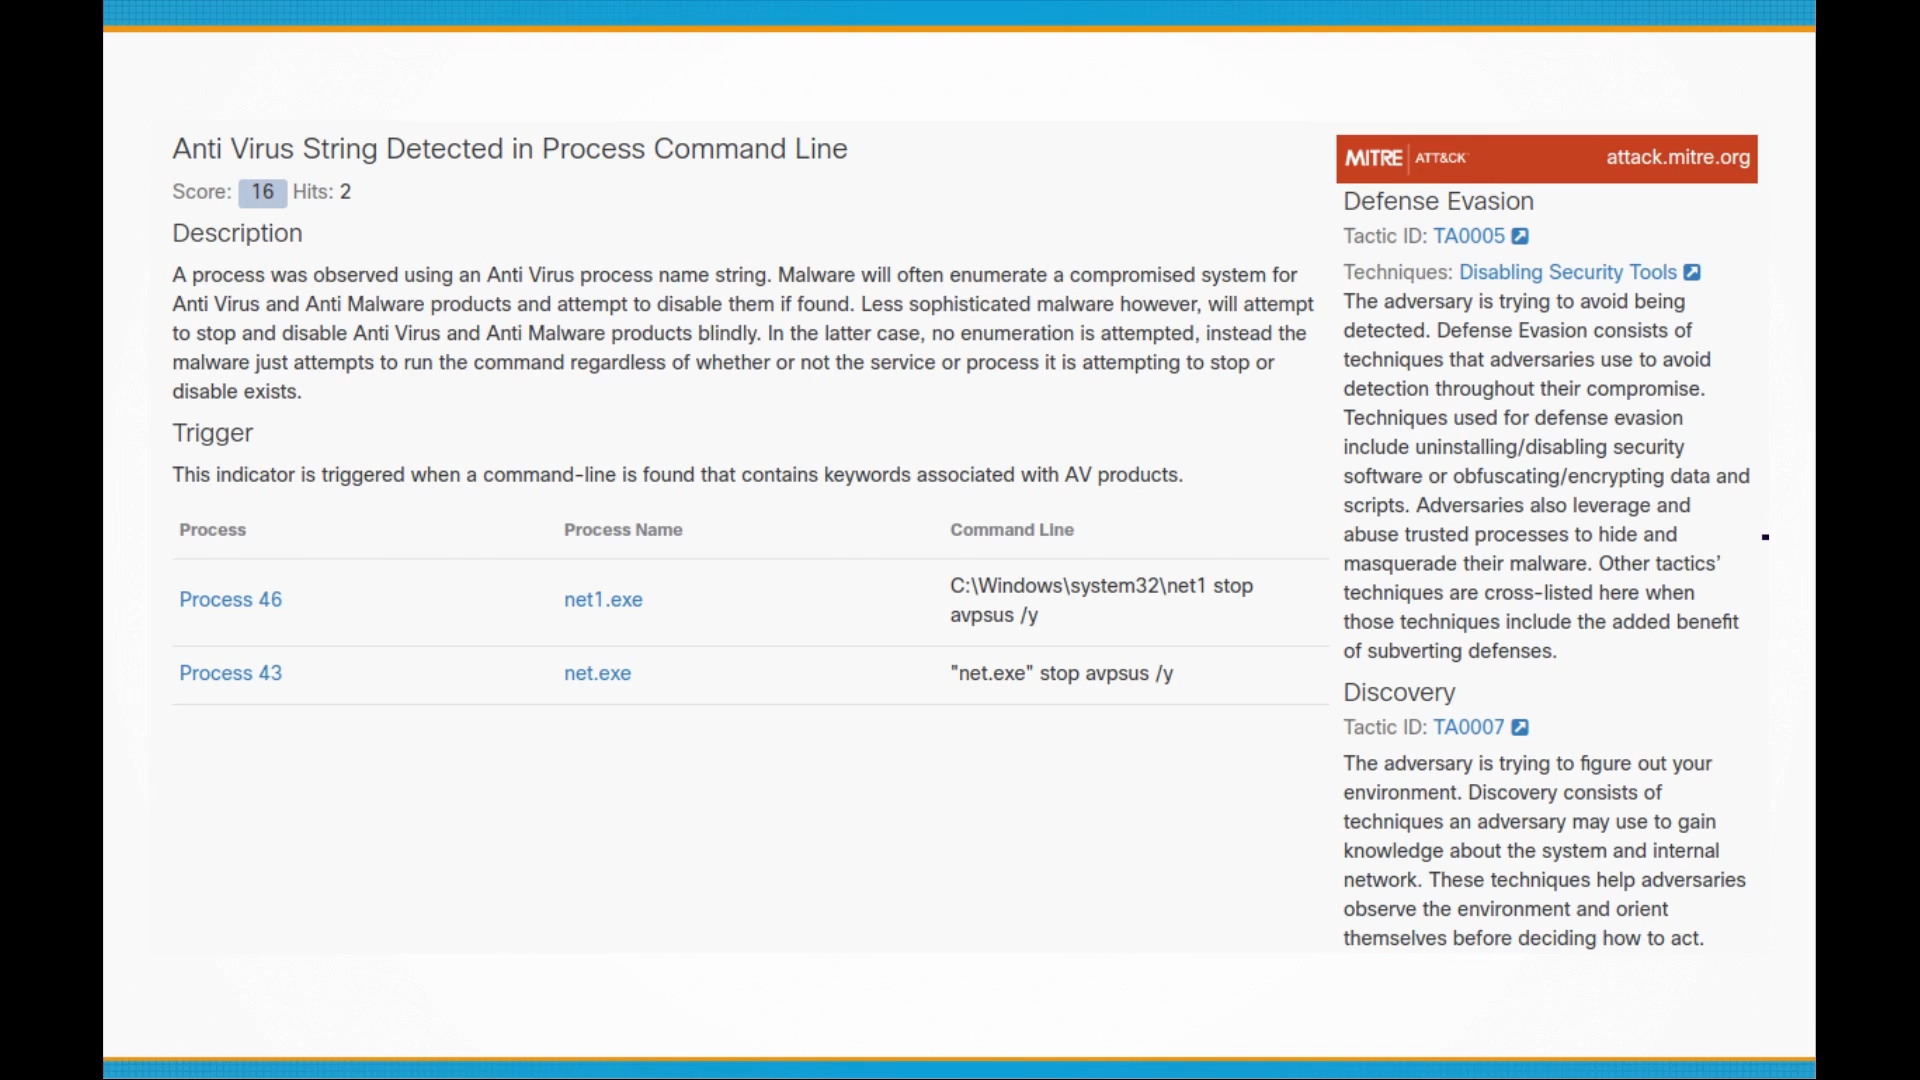 Anti Virus String Detected in Process Command Line
Score: 16 Hits: 2
Description
A process was observed using an Anti Virus process name string. Malware will often enumerate a compromised system for
Anti Virus and Anti Malware products and attempt to disable them if found. Less sophisticated malware however, will attempt
to stop and disable Anti Virus and Anti Malware products blindly. In the latter case, no enumeration is attempted, instead the
malware just attempts to run the command regardless of whether or not the service or process it is attempting to stop or
disable exists.
Trigger
This indicator is triggered when a command-line is found that contains keywords associated with AV products.
Process Process Name Command Line
Process 46 net1.exe C:\Windows\system32\net1 stop
avpsus /y
Process 43 net.exe "net.exe" stop avpsus /y
MITRE ATT&CK attack.mitre.org
Defense Evasion
Tactic ID: TA0005
Techniques: Disabling Security Tools
The adversary is trying to avoid being
detected. Defense Evasion consists of
techniques that adversaries use to avoid
detection throughout their compromise.
Techniques used for defense evasion
include uninstalling/disabling security
software or obfuscating/encrypting data and
scripts. Adversaries also leverage and
abuse trusted processes to hide and
masquerade their malware. Other tactics’
techniques are cross-listed here when
those techniques include the added benefit
of subverting defenses.
Discovery
Tactic ID: TA0007
The adversary is trying to figure out your
environment. Discovery consists of
techniques an adversary may use to gain
knowledge about the system and internal
network. These techniques help adversaries
observe the environment and orient
themselves before deciding how to act.